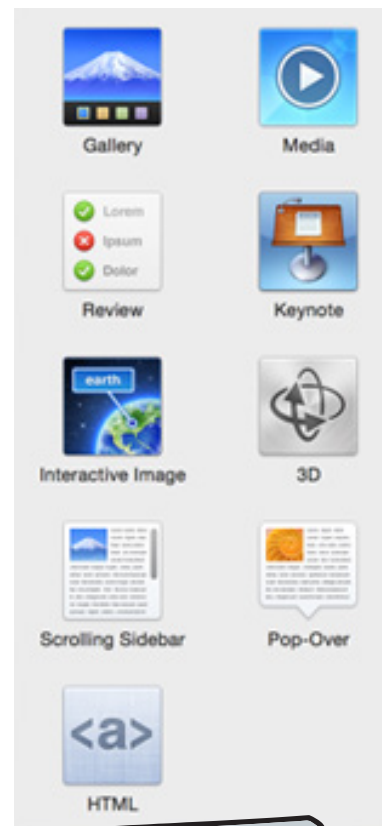 Gallery Media
Lorem
Ipsum
Dolor
Review Keynote
earth
Interactive Image 3D
Scrolling Sidebar Pop-Over
<a>
HTML